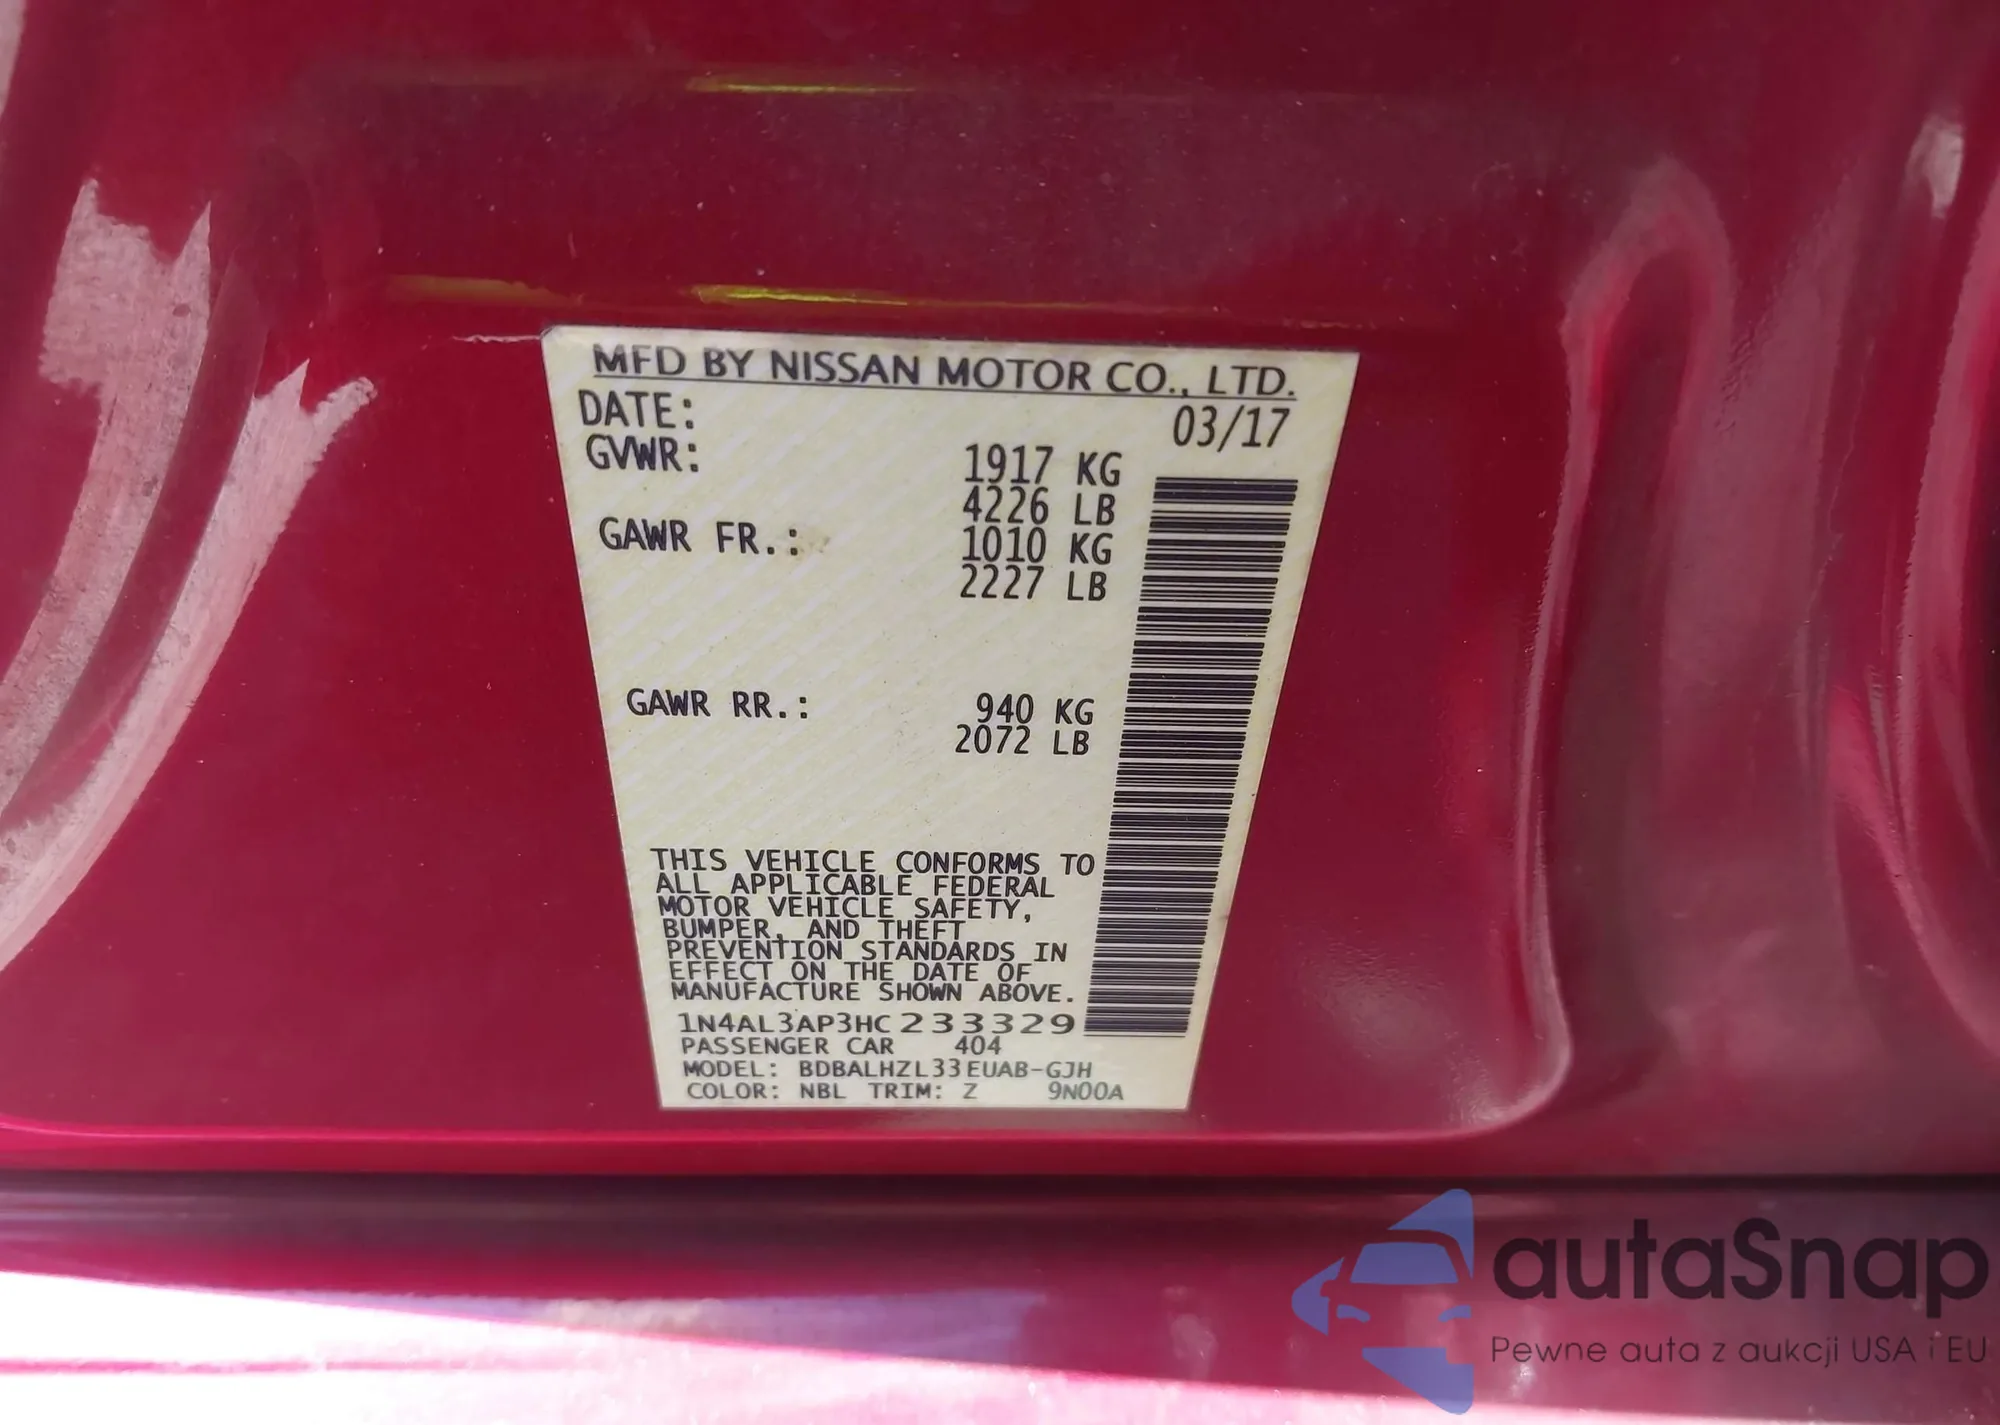 MFD BY NISSAN MOTOR CO., LTD.
DATE: 03/17
GVWR: 1917 KG
4226 LB
GAWR FR.: 1010 KG
2227 LB
GAWR RR.: 940 KG
2072 LB
THIS VEHICLE CONFORMS TO
ALL APPLICABLE FEDERAL
MOTOR VEHICLE SAFETY,
BUMPER, AND THEFT
PREVENTION STANDARDS IN
EFFECT ON THE DATE OF
MANUFACTURE SHOWN ABOVE.
1N4AL3AP3HC233329
PASSENGER CAR 404
MODEL: BDBALHZL33EUAB-GJH
COLOR: NBL TRIM: Z 9N00A
autaSnap
Pewne auta z aukcji USA i EU